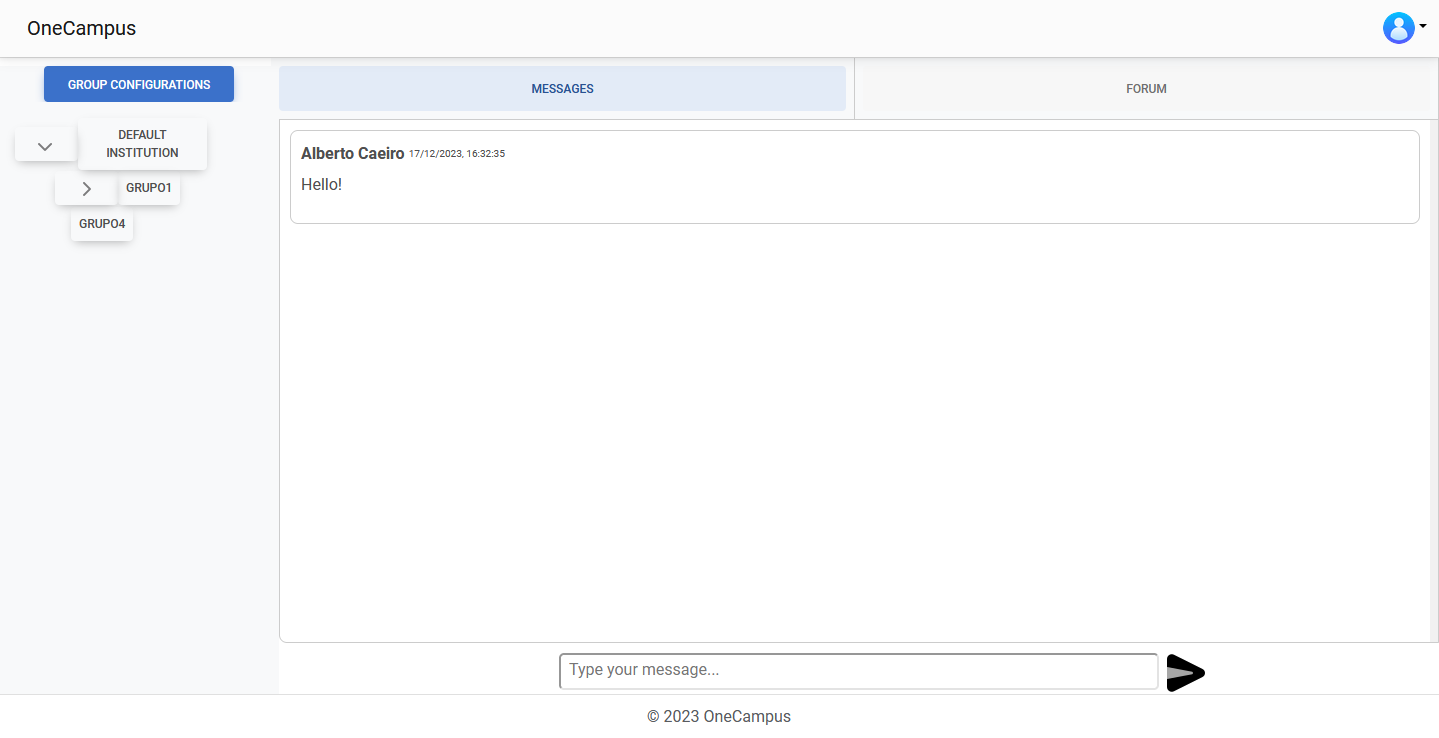 OneCampus
GROUP CONFIGURATIONS
DEFAULT
INSTITUTION
GRUPO1
GRUPO4
MESSAGES
FORUM
Alberto Caeiro 17/12/2023, 16:32:35
Hello!
Type your message...
© 2023 OneCampus